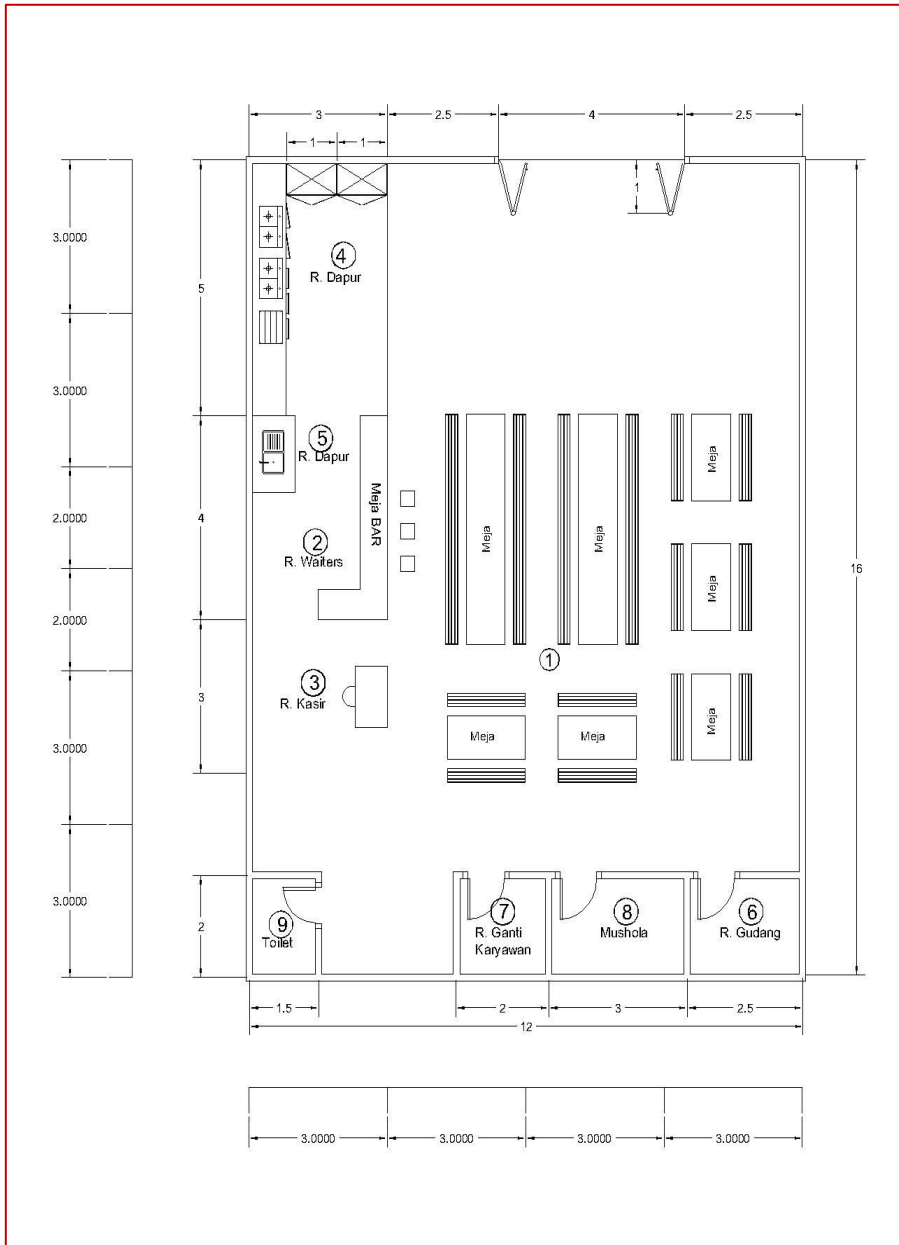 3
2.5
4
2.5
1
1
1
3.0000
5
4
R. Dapur
3.0000
5
R. Dapur
4
2.0000
Meja BAR
2
R. Waiters
Meja
Meja
Meja
Meja
Meja
16
2.0000
1
3
3
R. Kasir
Meja
Meja
3.0000
3.0000
2
9
Toilet
7
R. Ganti
Karyawan
8
Mushola
6
R. Gudang
1.5
2
3
2.5
12
3.0000
3.0000
3.0000
3.0000